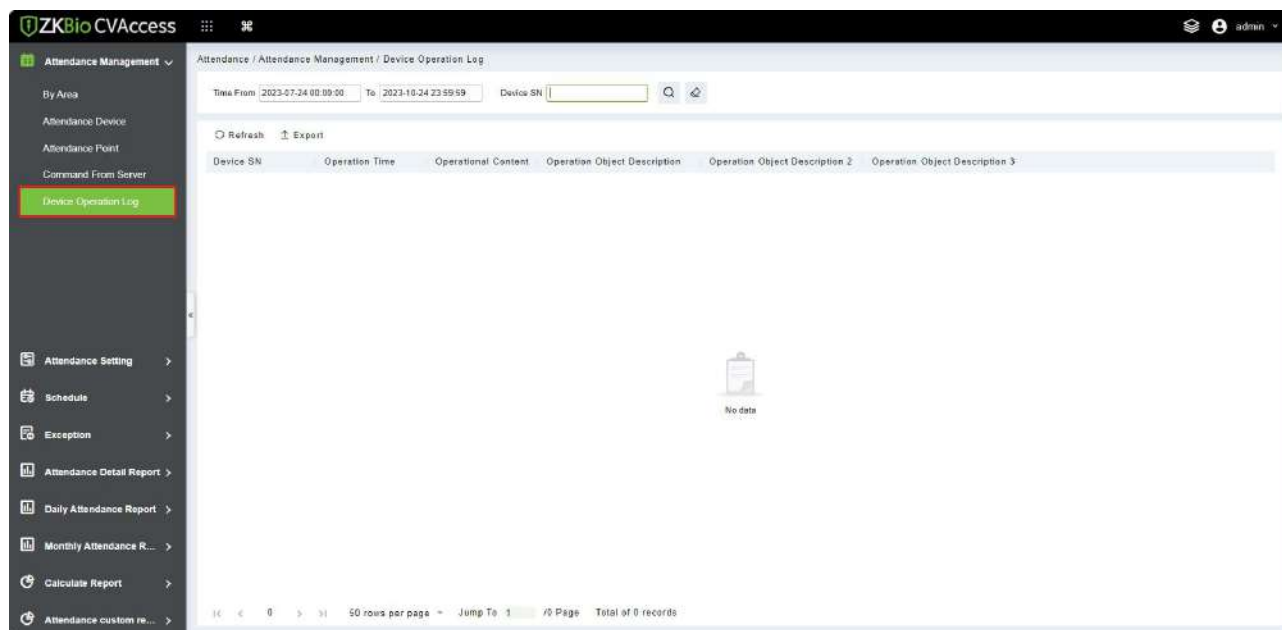 ZKBio CVAccess
admin
Attendance Management
By Area
Attendance Device
Attendance Point
Command From Server
Device Operation Log
Attendance Setting
Schedule
Exception
Attendance Detail Report
Daily Attendance Report
Monthly Attendance R...
Calculate Report
Attendance custom re...
Attendance / Attendance Management / Device Operation Log
Time From 2023-07-24 00:00:00 To 2023-10-24 23:59:59 Device SN
Refresh Export
Device SN Operation Time Operational Content Operation Object Description Operation Object Description 2 Operation Object Description 3
No data
0 50 rows per page Jump To 1 /0 Page Total of 0 records